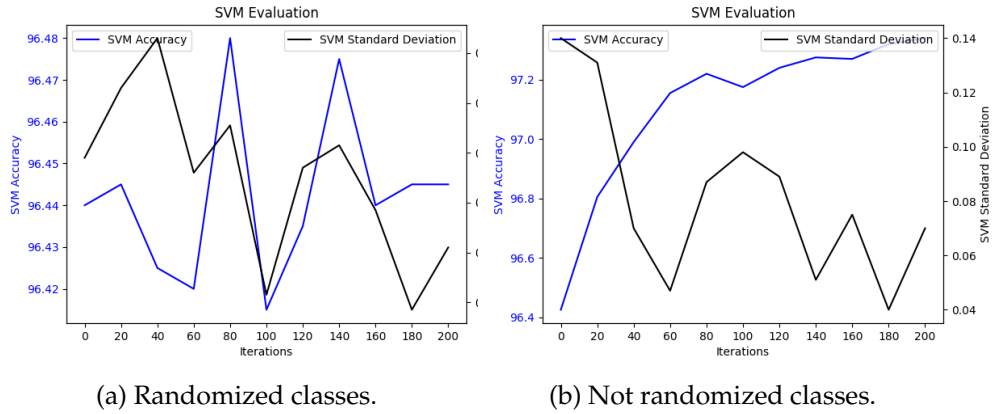 SVM Evaluation
SVM Accuracy
SVM Standard Deviation
96.48
96.47
96.46
96.45
96.44
96.43
96.42
SVM Accuracy
0 20 40 60 80 100 120 140 160 180 200
Iterations
(a) Randomized classes.
SVM Evaluation
SVM Accuracy
SVM Standard Deviation
97.2
97.0
96.8
96.6
96.4
SVM Accuracy
0.14
0.12
0.10
0.08
0.06
0.04
SVM Standard Deviation
0 20 40 60 80 100 120 140 160 180 200
Iterations
(b) Not randomized classes.